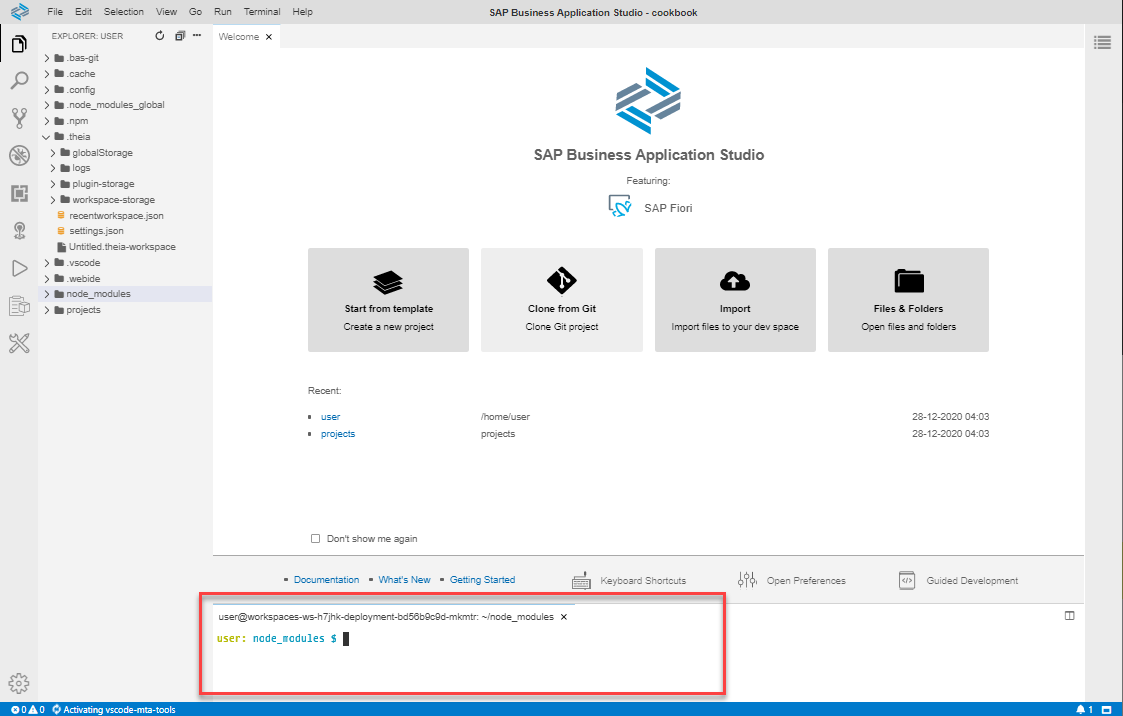 File Edit Selection View Go Run Terminal Help SAP Business Application Studio - cookbook
EXPLORER: USER
.bas-git
.cache
.config
.node_modules_global
.npm
.theia
globalStorage
logs
plugin-storage
workspace-storage
recentworkspace.json
settings.json
Untitled.theia-workspace
.vscode
.webide
node_modules
projects
Welcome
SAP Business Application Studio
Featuring:
SAP Fiori
Start from template
Create a new project
Clone from Git
Clone Git project
Import
Import files to your dev space
Files & Folders
Open files and folders
Recent:
user /home/user 28-12-2020 04:03
projects projects 28-12-2020 04:03
Don't show me again
Documentation What's New Getting Started Keyboard Shortcuts Open Preferences Guided Development
user@workspaces-ws-h7jhk-deployment-bd56b9c9d-mkmtr: ~/node_modules
user: node_modules $
0 0 Activating vscode-mta-tools 1